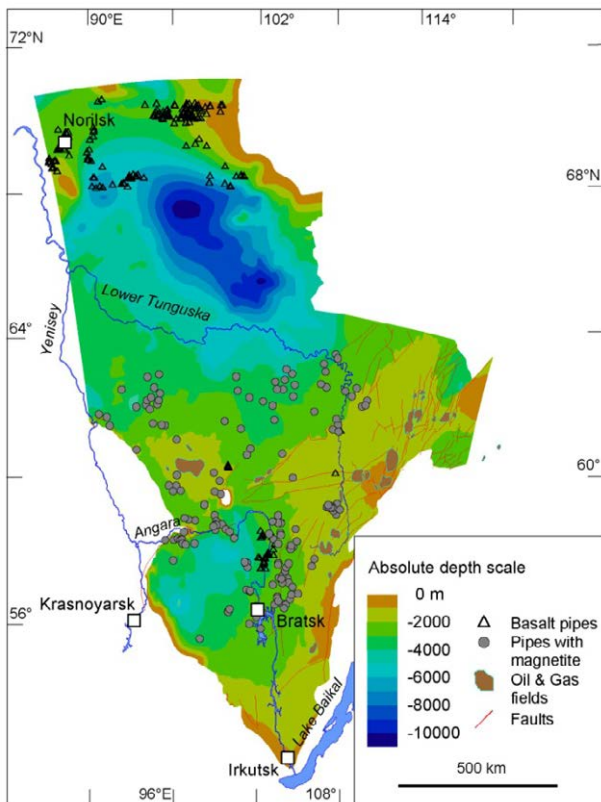 90°E
102°
114°
72°N
Norilsk
68°N
Lower Tunguska
Yenisey
64°
60°
Angara
Krasnoyarsk
56°
Bratsk
Lake Baikal
Irkutsk
96°E
108°
Absolute depth scale
0 m
-2000
-4000
-6000
-8000
-10000
Basalt pipes
Pipes with
magnetite
Oil & Gas
fields
Faults
500 km